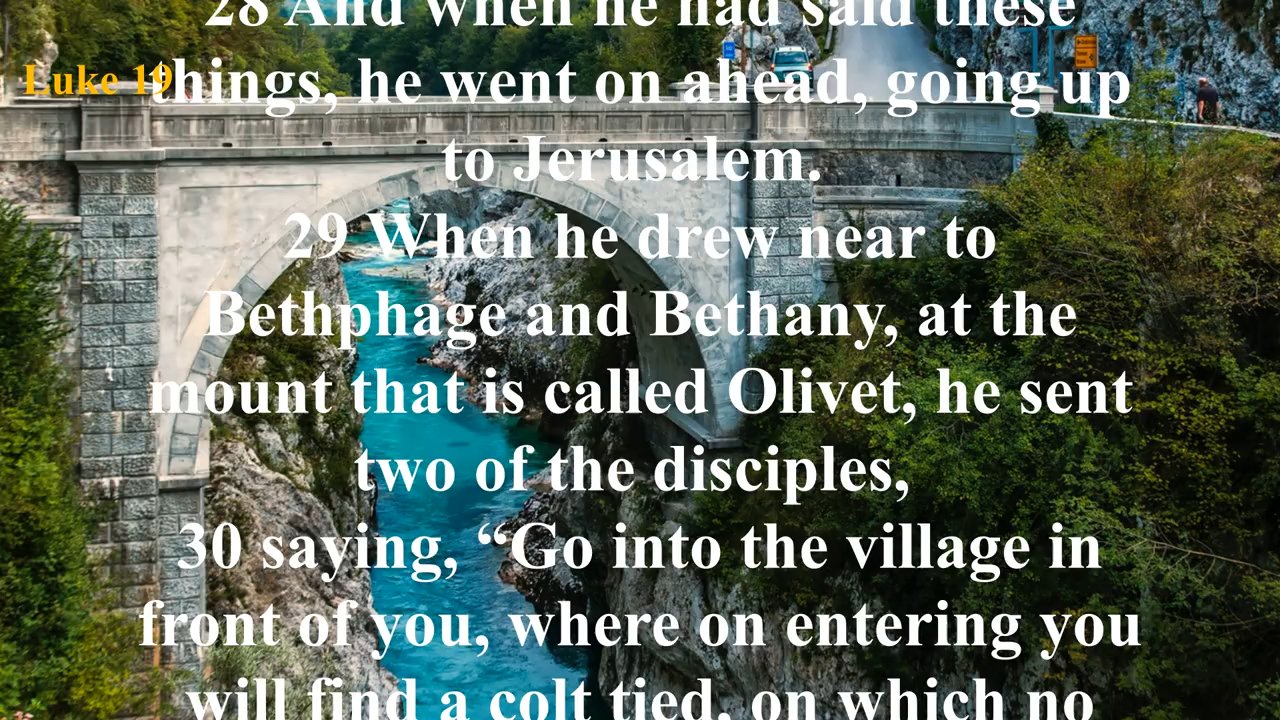 28 And when he had said these
Luke 19
things, he went on ahead, going up
to Jerusalem.
29 When he drew near to
Bethphage and Bethany, at the
mount that is called Olivet, he sent
two of the disciples,
30 saying, “Go into the village in
front of you, where on entering you
will find a colt tied, on which no